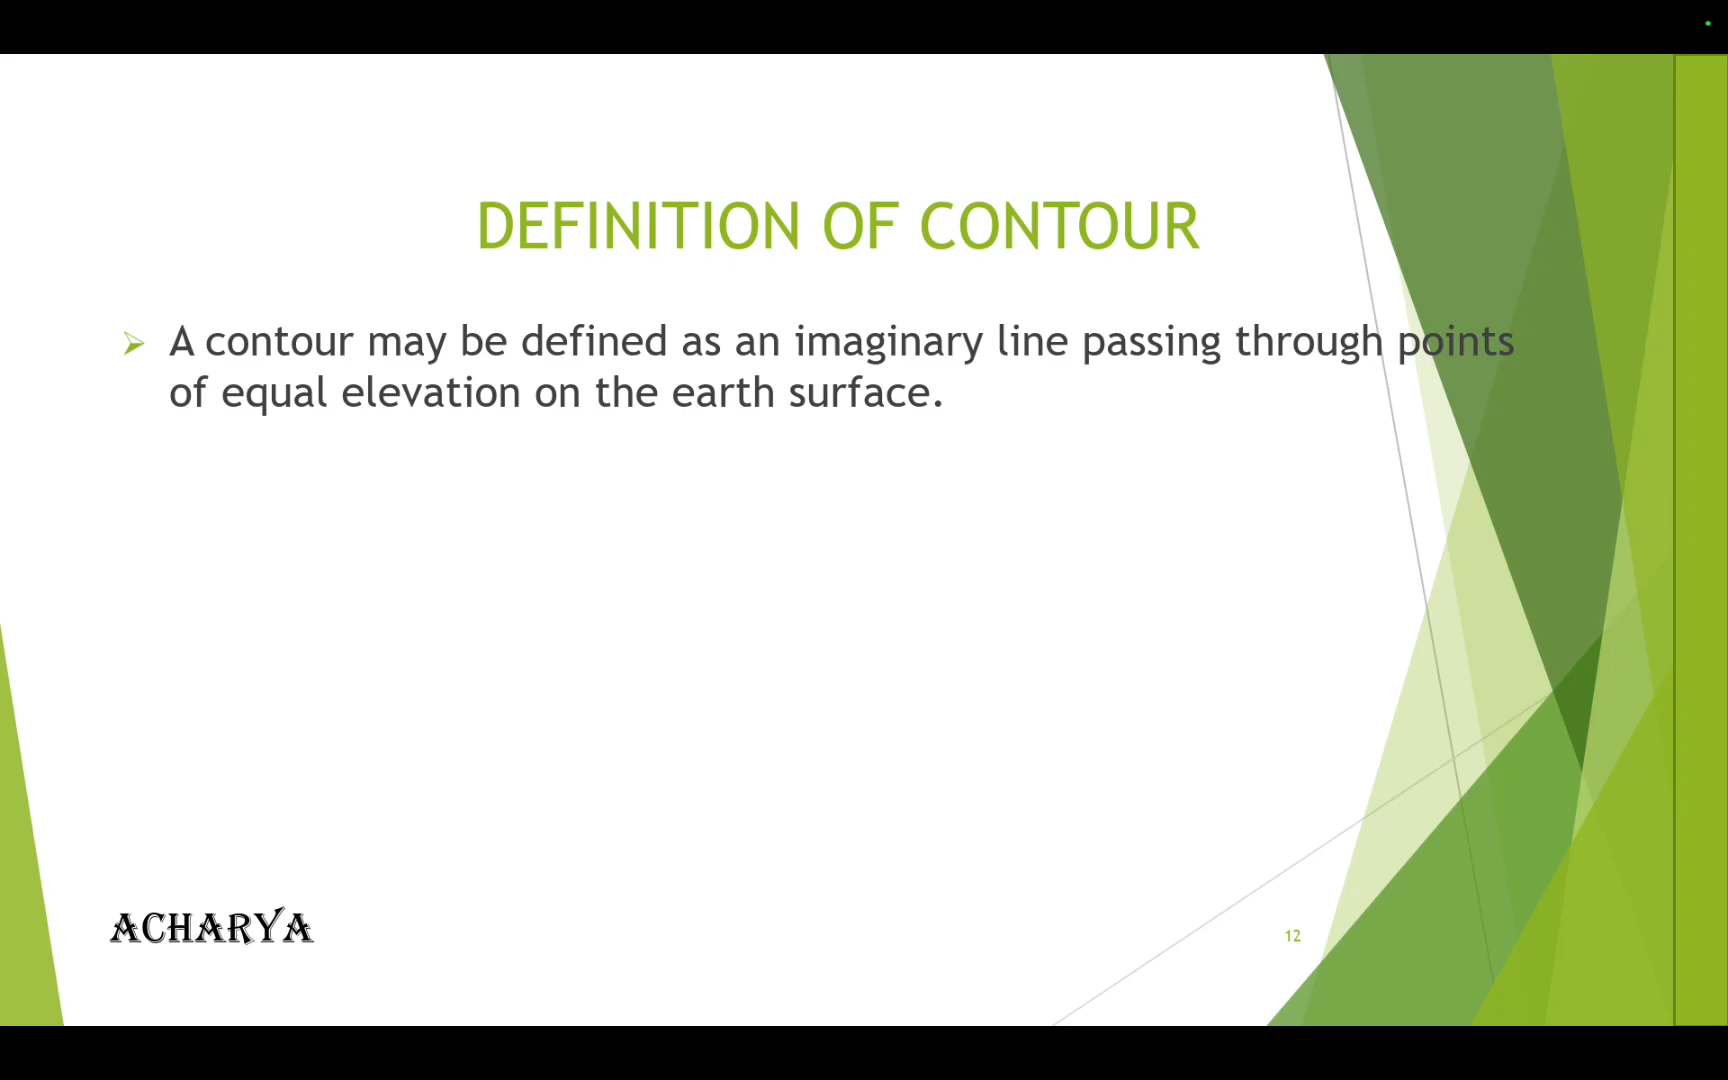 DEFINITION OF CONTOUR
A contour may be defined as an imaginary line passing through points
of equal elevation on the earth surface.
ACHARYA
12